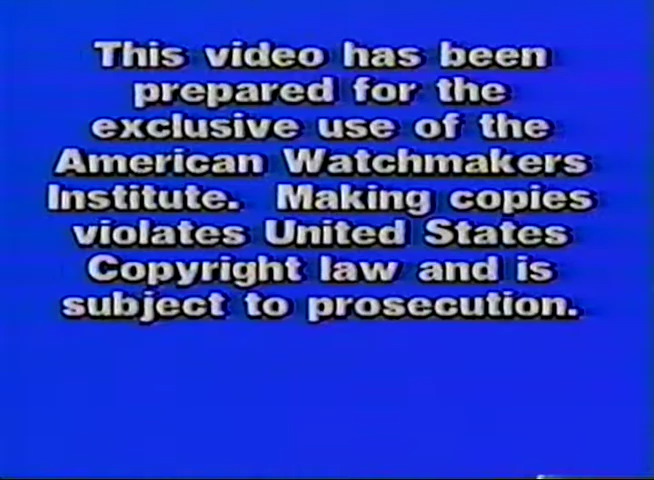 This video has been
prepared for the
exclusive use of the
American Watchmakers
Institute.  Making copies
violates United States
Copyright law and is
subject to prosecution.